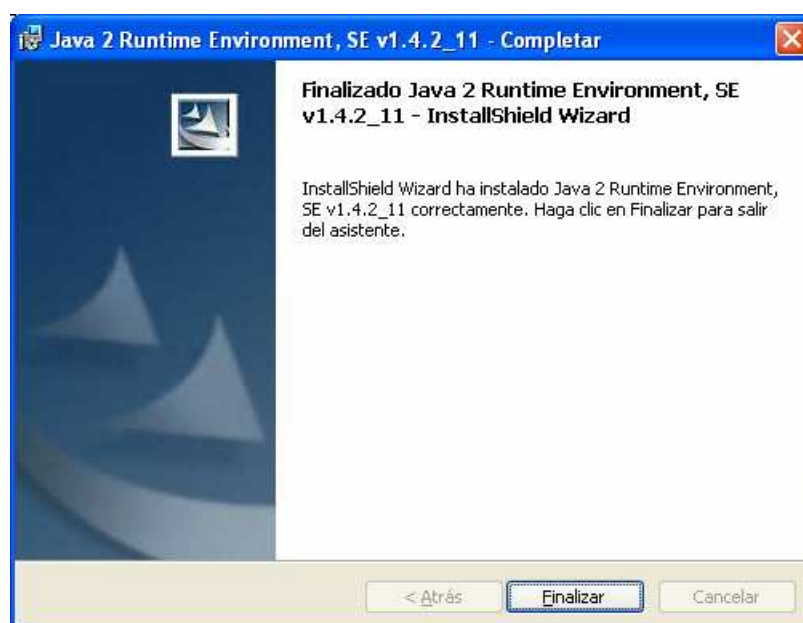 Java 2 Runtime Environment, SE v1.4.2_11 - Completar
Finalizado Java 2 Runtime Environment, SE
v1.4.2_11 - InstallShield Wizard
InstallShield Wizard ha instalado Java 2 Runtime Environment,
SE v1.4.2_11 correctamente. Haga clic en Finalizar para salir
del asistente.
< Atrás Finalizar Cancelar